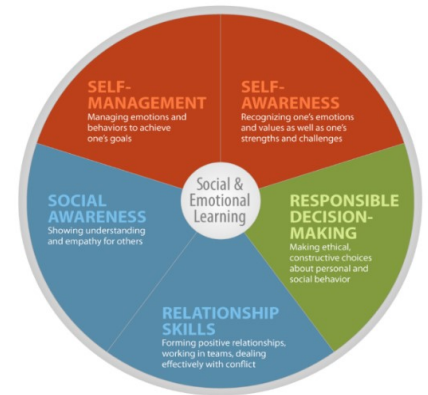 SELF-
MANAGEMENT
Managing emotions and
behaviors to achieve
one's goals
SELF-
AWARENESS
Recognizing one's emotions
and values as well as one's
strengths and challenges
SOCIAL
AWARENESS
Showing understanding
and empathy for others
Social &
Emotional
Learning
RESPONSIBLE
DECISION-
MAKING
Making ethical,
constructive choices
about personal and
social behavior
RELATIONSHIP
SKILLS
Forming positive relationships,
working in teams, dealing
effectively with conflict